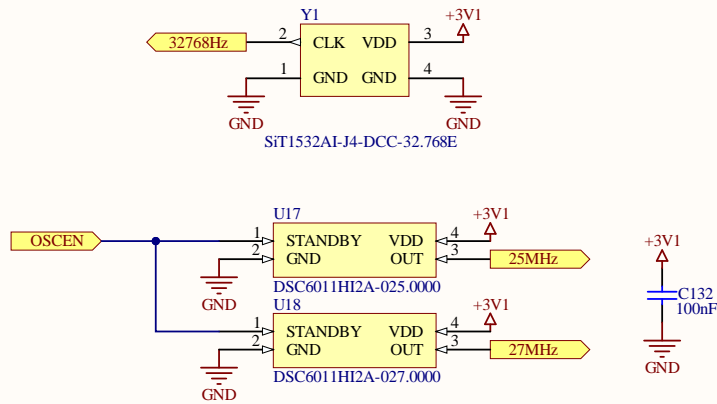 Y1
+3V1
32768Hz
2
CLK
VDD
3
1
GND
GND
4
GND
GND
SiT1532AI-J4-DCC-32.768E
U17
+3V1
OSCEN
1
STANDBY
VDD
4
2
GND
OUT
3
25MHz
GND
DSC6011HI2A-025.0000
U18
+3V1
1
STANDBY
VDD
4
2
GND
OUT
3
27MHz
GND
DSC6011HI2A-027.0000
+3V1
C132
100nF
GND